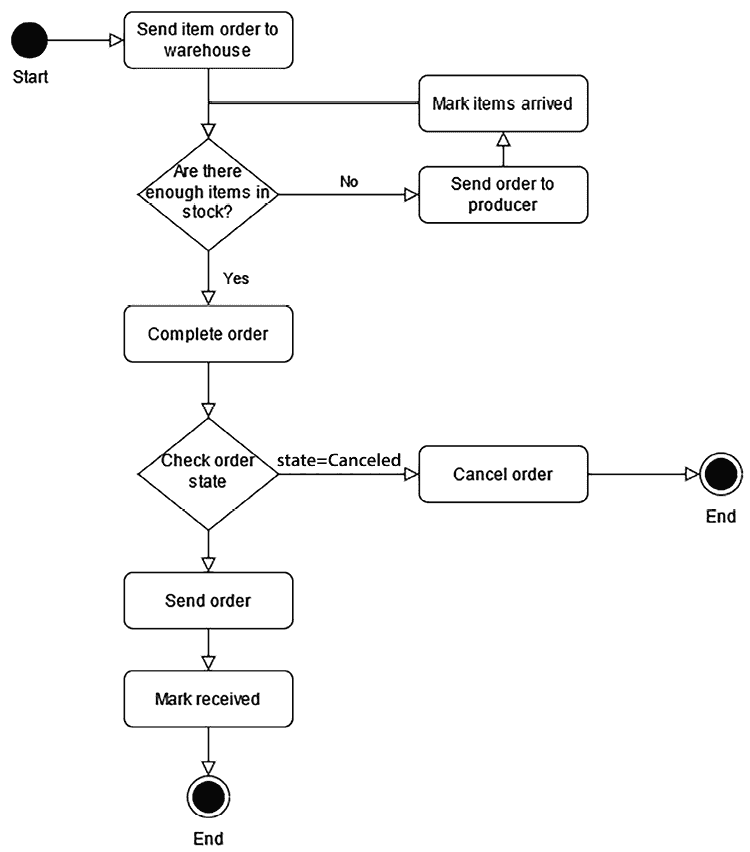 Send item order to
warehouse
Start
Mark items arrived
Are there
enough items in
stock?
No
Send order to
producer
Yes
Complete order
Check order
state
state=Canceled
Cancel order
End
Send order
Mark received
End